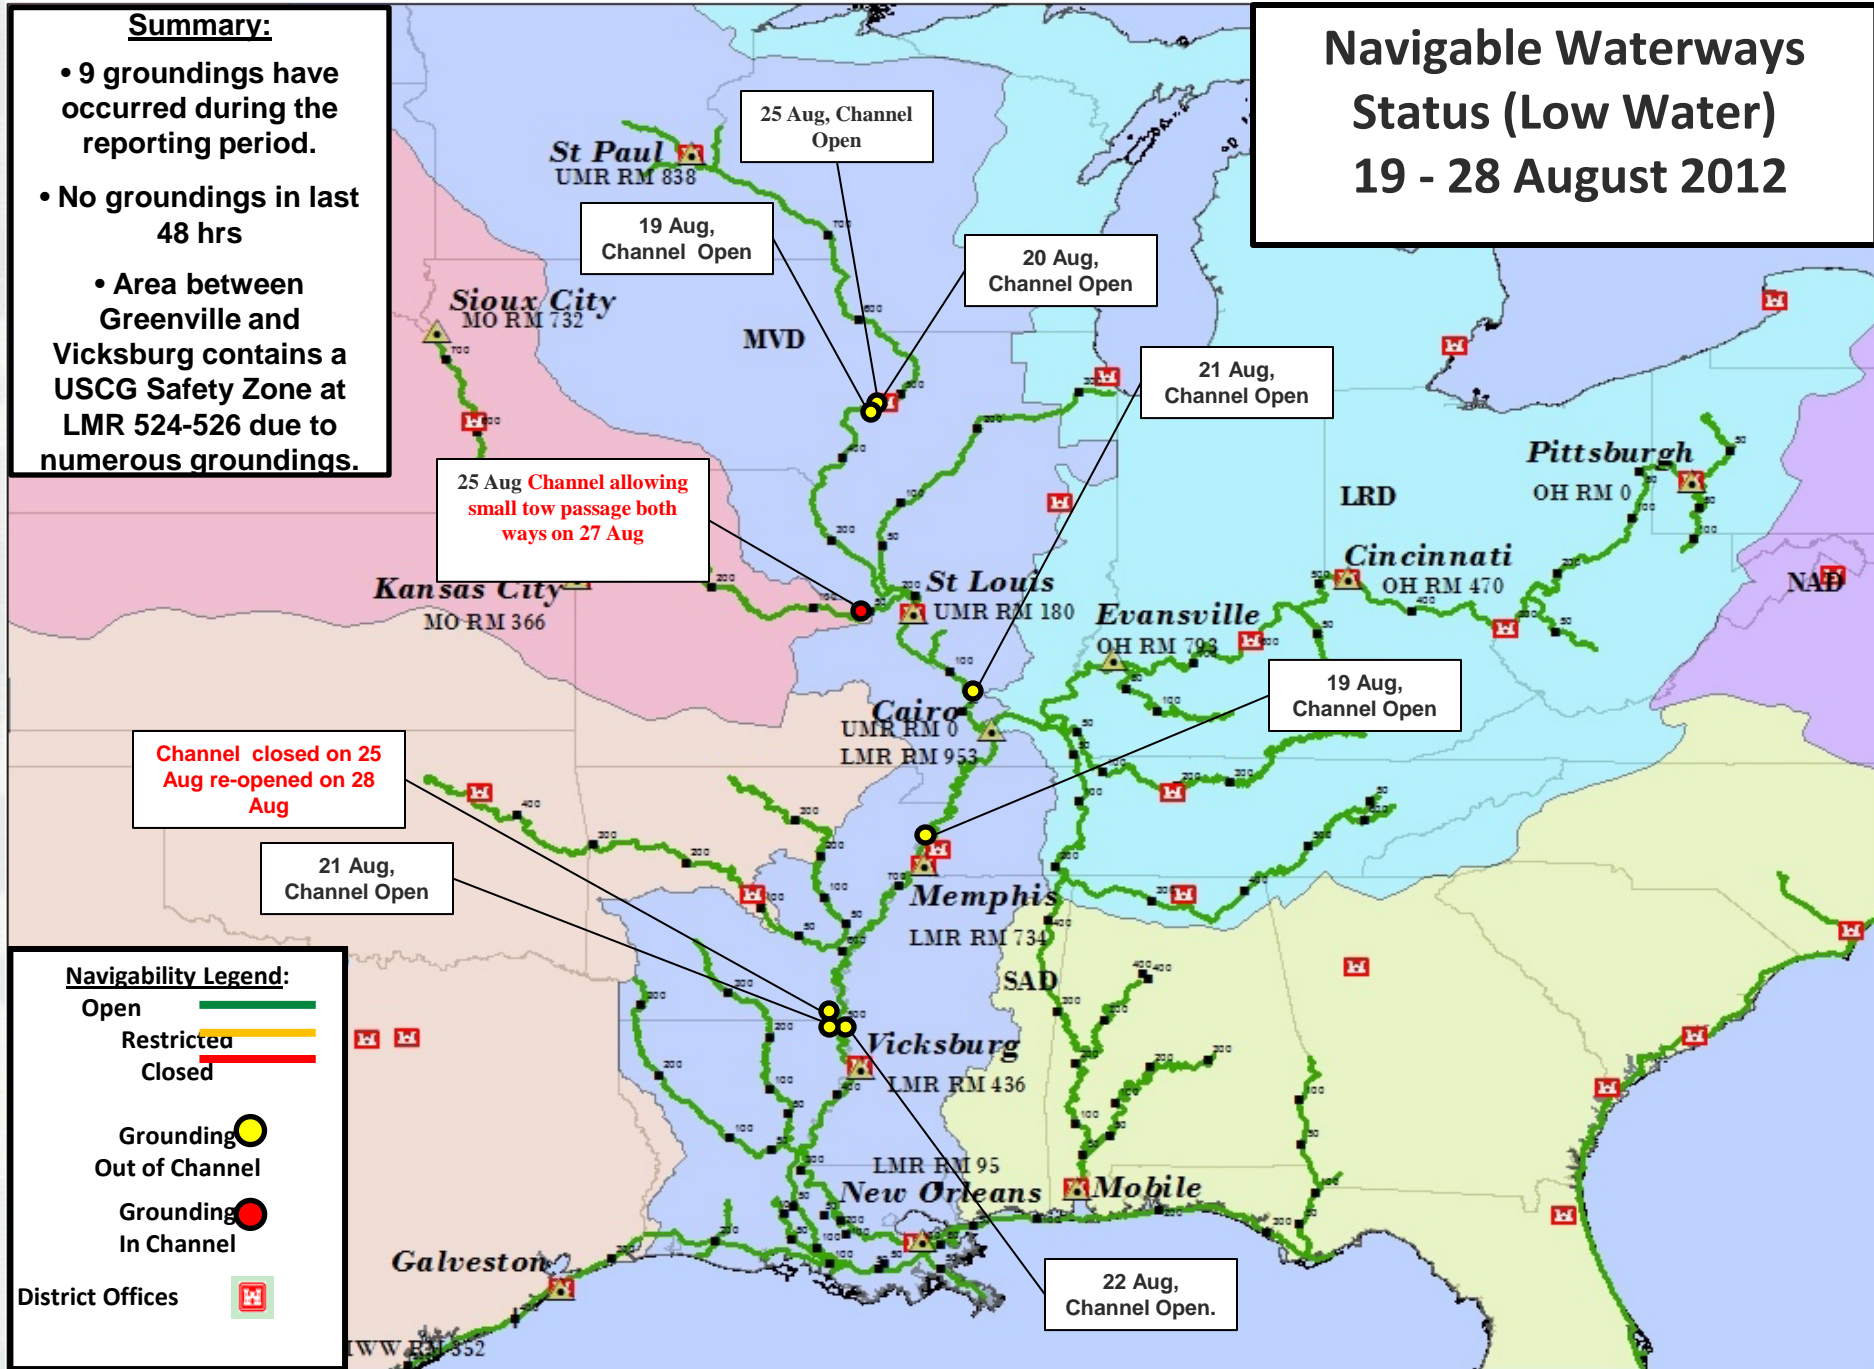 Summary:
• 9 groundings have
occurred during the
reporting period.
• No groundings in last
48 hrs
• Area between
Greenville and
Vicksburg contains a
USCG Safety Zone at
LMR 524-526 due to
numerous groundings.
Navigable Waterways
Status (Low Water)
19 - 28 August 2012
25 Aug, Channel
Open
St Paul
UMR RM 838
19 Aug,
Channel Open
20 Aug,
Channel Open
Sioux City
MO RM 732
MVD
21 Aug,
Channel Open
25 Aug Channel allowing
small tow passage both
ways on 27 Aug
Pittsburgh
OH RM 0
LRD
Cincinnati
OH RM 470
NAD
Kansas City
MO RM 366
St Louis
UMR RM 180
Evansville
OH RM 793
19 Aug,
Channel Open
Cairo
UMR RM 0
LMR RM 953
Channel closed on 25
Aug re-opened on 28
Aug
21 Aug,
Channel Open
Memphis
LMR RM 734
SAD
Vicksburg
LMR RM 436
LMR RM 95
New Orleans
Mobile
Galveston
IWW RM 352
22 Aug,
Channel Open.
Navigability Legend:
Open
Restricted
Closed
Grounding
Out of Channel
Grounding
In Channel
District Offices